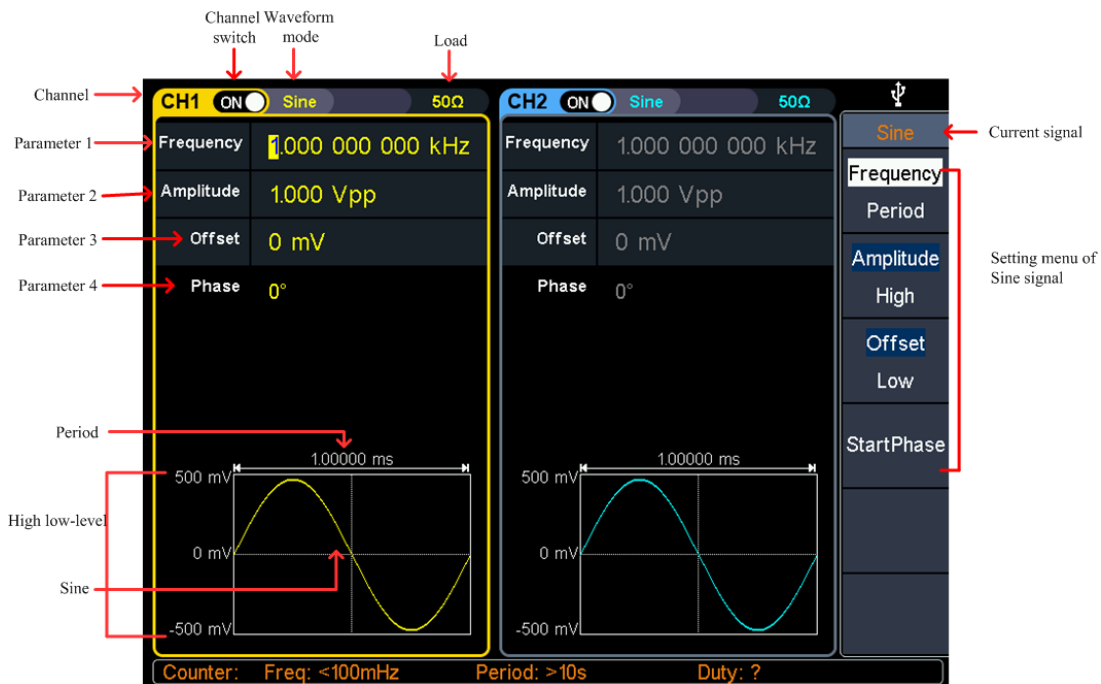 Channel Waveform
switch mode
Load
Channel
CH1 ON Sine 50Ω
CH2 ON Sine 50Ω
Sine
Current signal
Parameter 1
Frequency 1.000 000 000 kHz
Frequency 1.000 000 000 kHz
Frequency
Period
Parameter 2
Amplitude 1.000 Vpp
Amplitude 1.000 Vpp
Parameter 3
Offset 0 mV
Offset 0 mV
Amplitude
High
Setting menu of
Sine signal
Parameter 4
Phase 0°
Phase 0°
Offset
Low
StartPhase
Period
1.00000 ms
1.00000 ms
500 mV
500 mV
High low-level
0 mV
0 mV
Sine
-500 mV
-500 mV
Counter: Freq: <100mHz Period: >10s Duty: ?